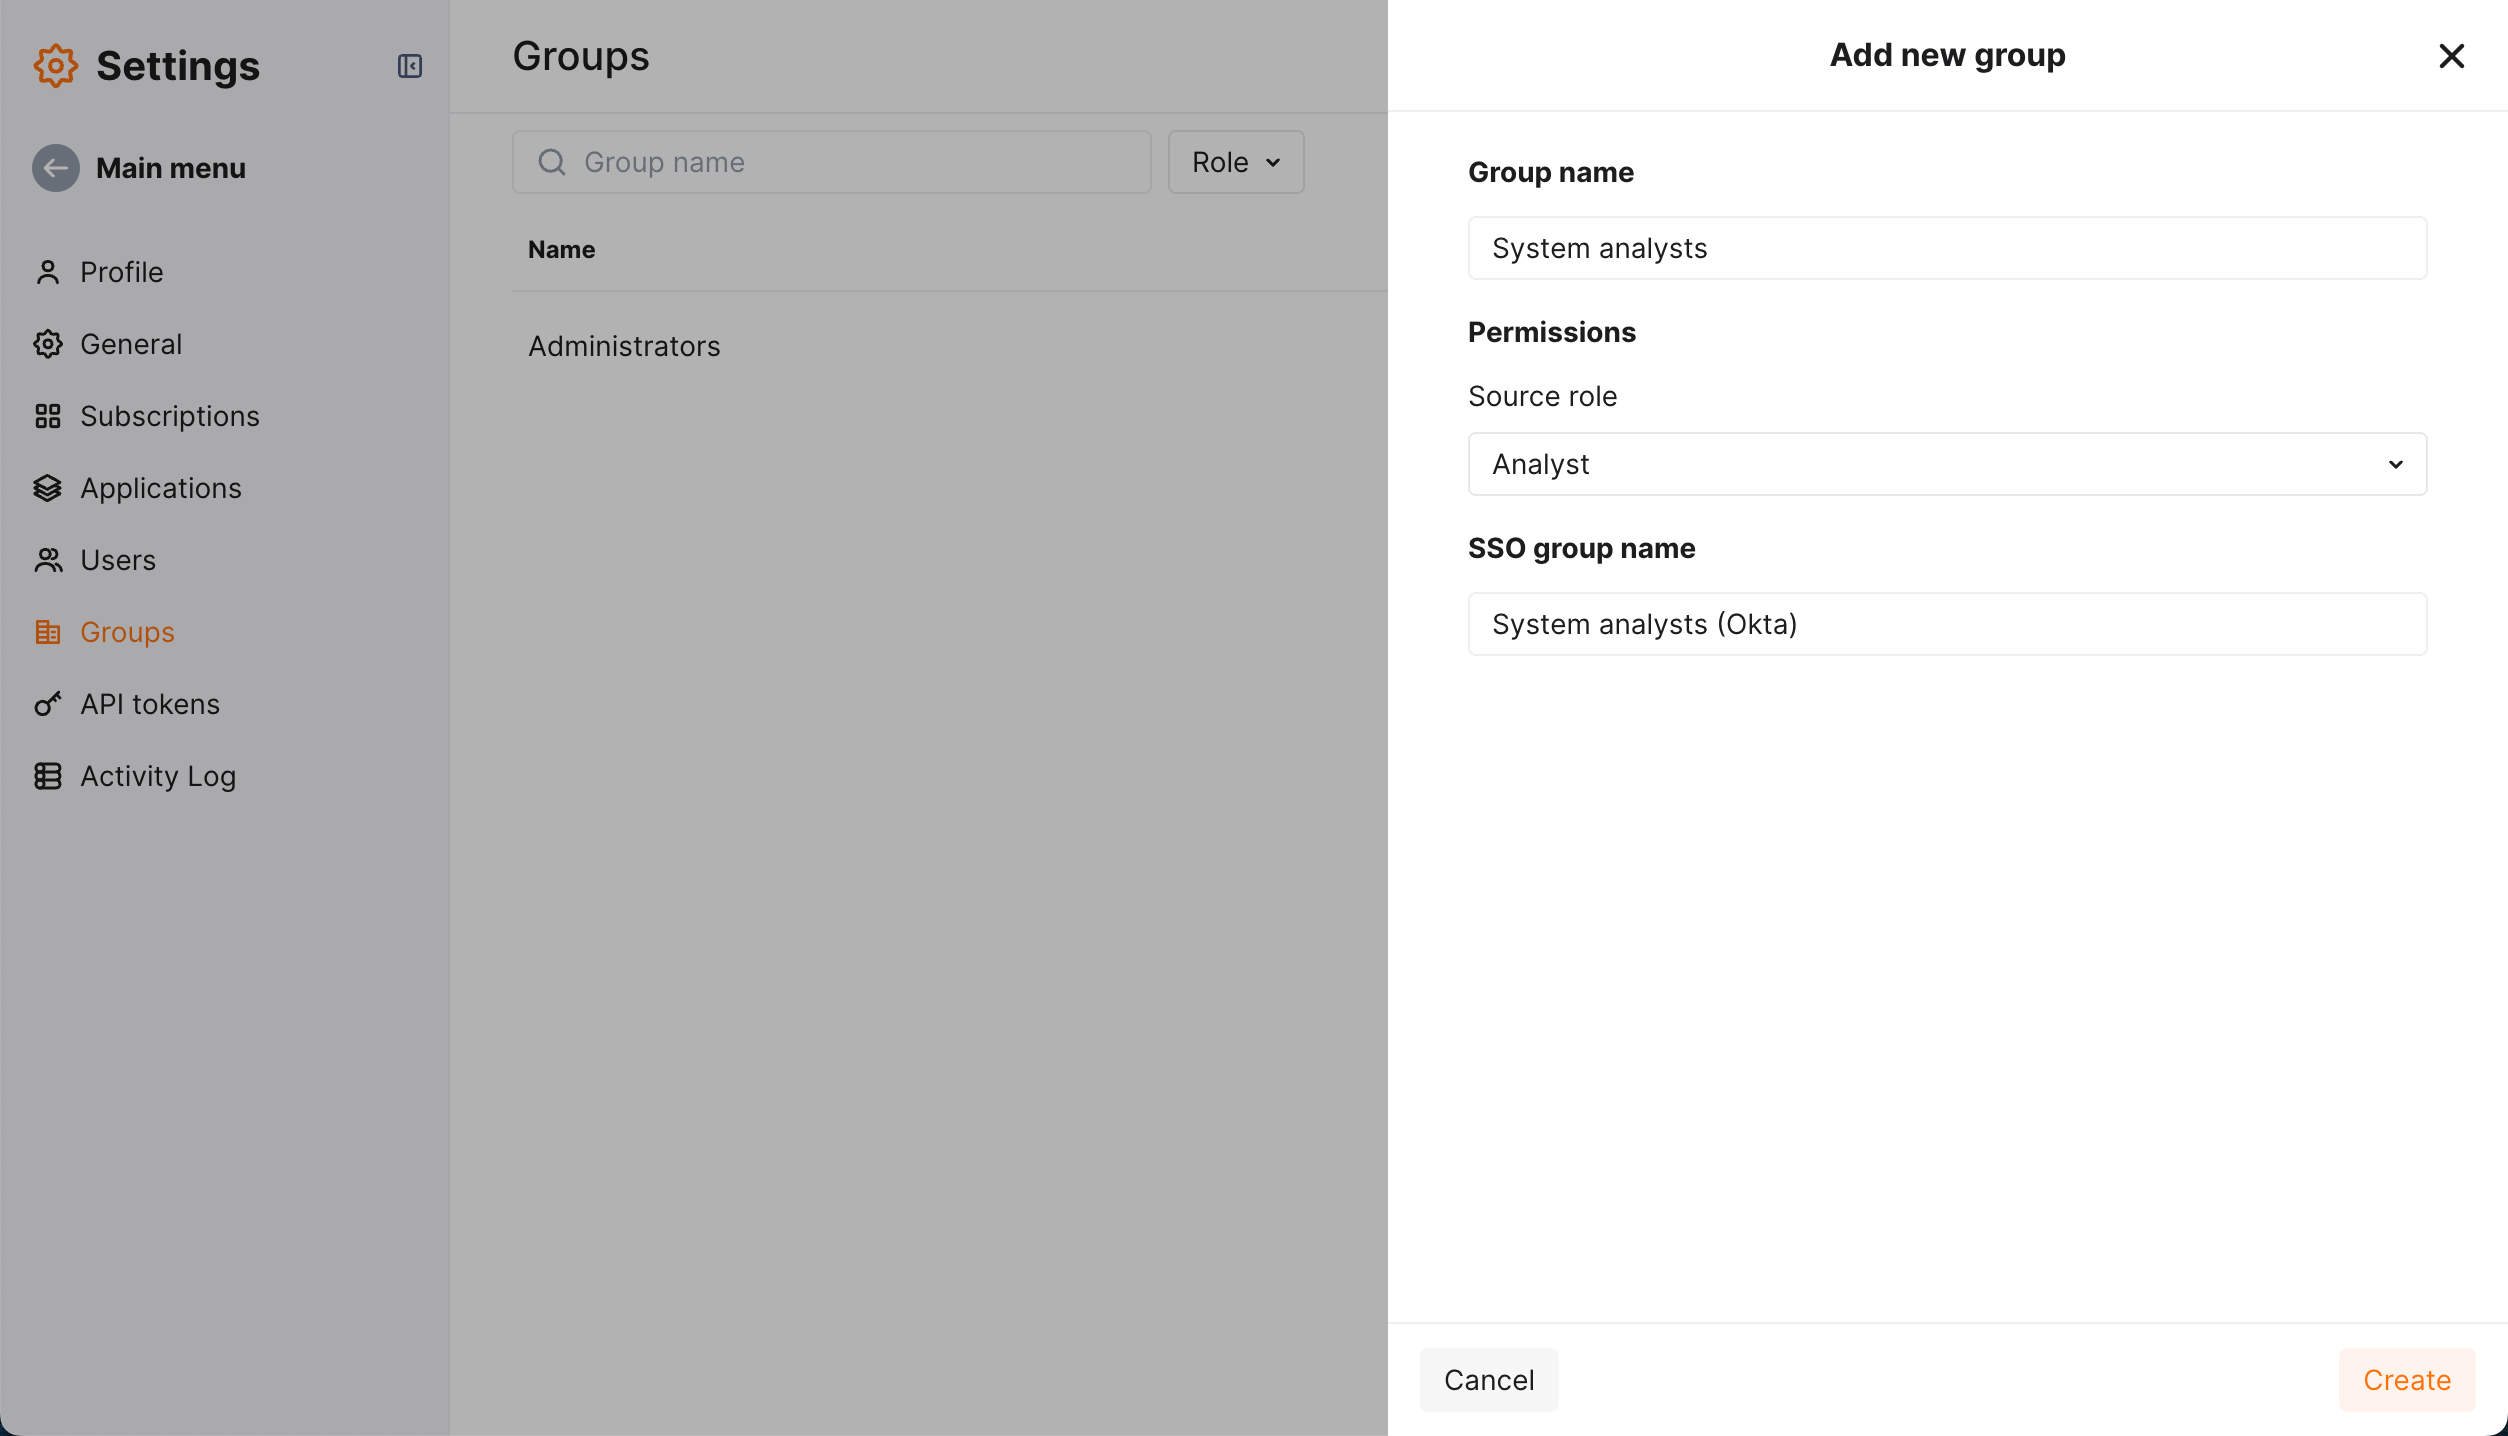 Settings
Main menu
Profile
General
Subscriptions
Applications
Users
Groups
API tokens
Activity Log
Groups
Group name
Role
Name
Administrators
Add new group
Group name
System analysts
Permissions
Source role
Analyst
SSO group name
System analysts (Okta)
Cancel
Create